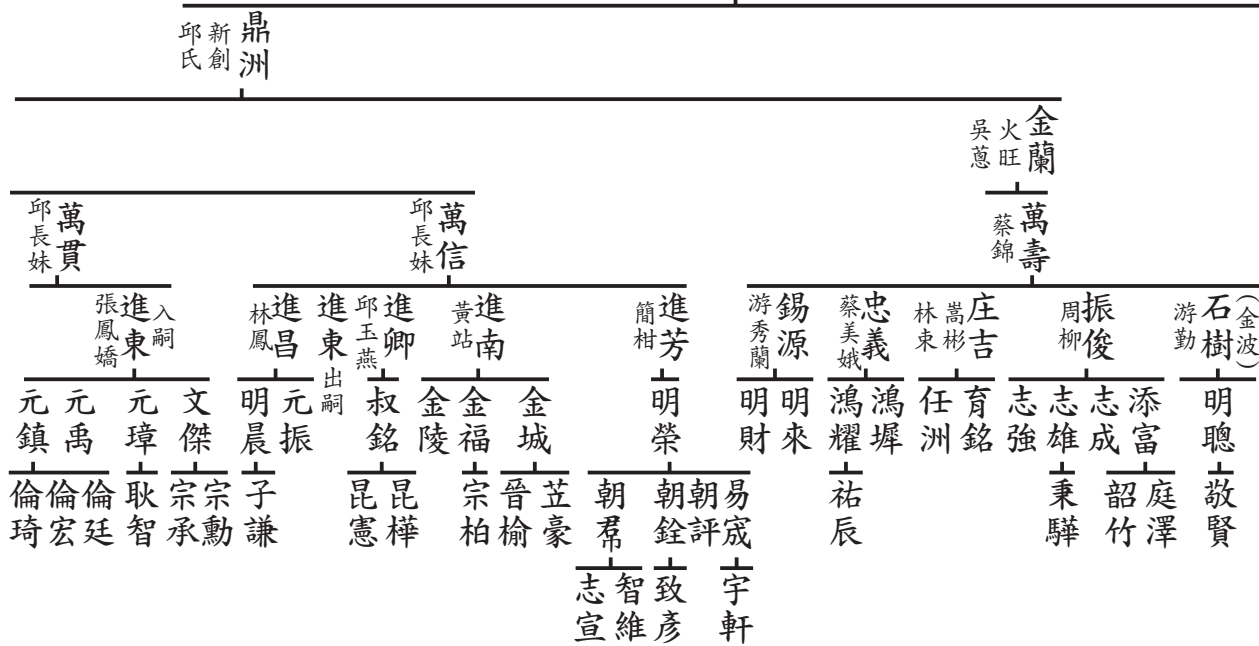 鼎洲
新創
邱氏
金蘭
火旺
吳蔥
萬壽
蔡錦
萬信
邱長妹
萬貫
邱長妹
石樹
(金波)
游勤
振俊
周柳
庄吉
嵩彬
林束
忠義
蔡美娥
錫源
游秀蘭
進芳
簡柑
進南
黃站
進卿
邱玉燕
進東
出嗣
進昌
林鳳
入嗣
進東
張鳳嬌
明聰
添富
志成
志雄
志強
育銘
任洲
鴻墀
鴻耀
明來
明財
明榮
金城
金福
金陵
叔銘
元振
明晨
文傑
元璋
元禹
元鎮
敬賢
庭澤
韶竹
秉驊
祐辰
易宬
朝評
朝銓
朝帬
苙豪
晉榆
宗柏
昆樺
昆憲
子謙
宗勳
宗承
耿智
倫廷
倫宏
倫琦
宇軒
致彥
智維
志宣